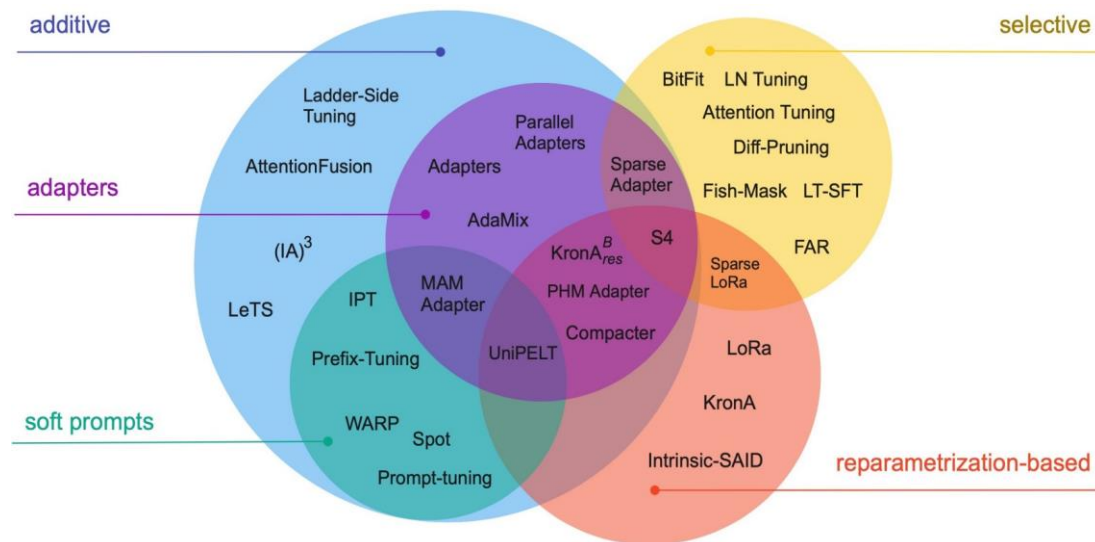 additive
selective
BitFit LN Tuning
Ladder-Side
Tuning
Attention Tuning
Parallel
Adapters
Diff-Pruning
AttentionFusion
Adapters
Sparse
Adapter
adapters
Fish-Mask LT-SFT
AdaMix
(IA)³
KronA^B_res
S4
FAR
MAM
Adapter
PHM Adapter
Sparse
LoRa
IPT
LeTS
Compacter
Prefix-Tuning
UniPELT
LoRa
KronA
soft prompts
WARP
Spot
Prompt-tuning
Intrinsic-SAID
reparametrization-based